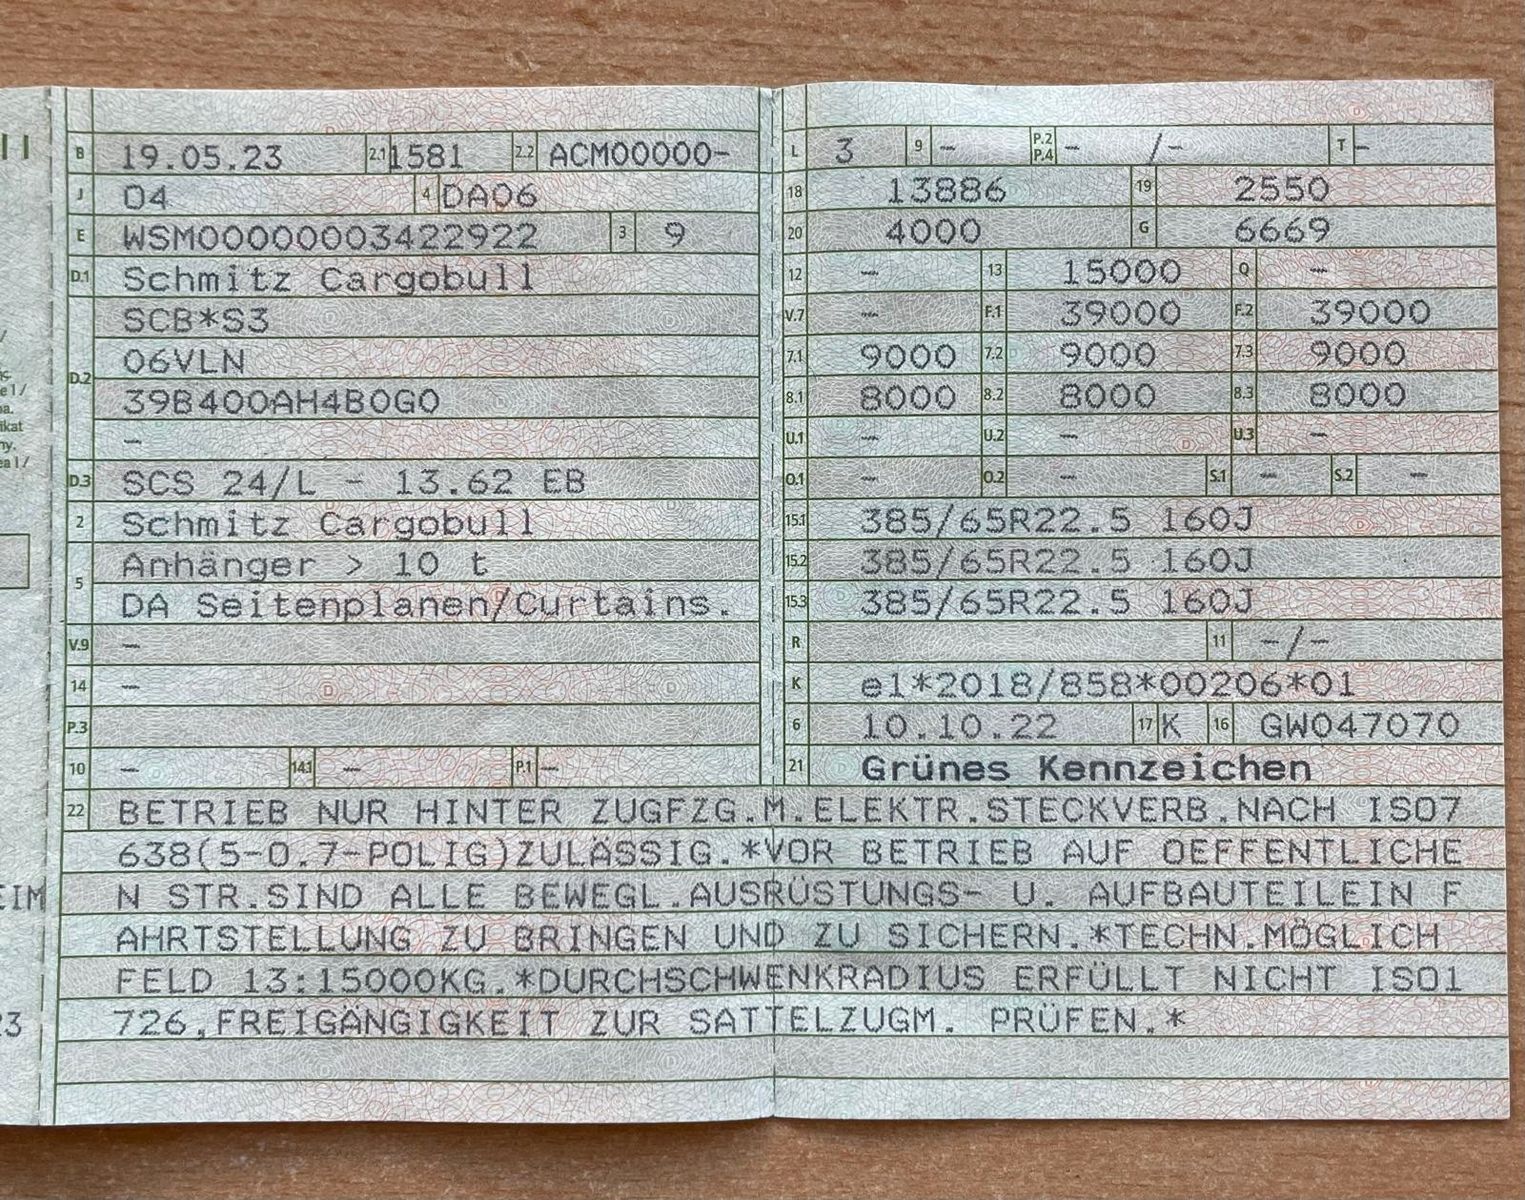 B 19.05.23 2.1 1581 2.2 ACM00000-
J 04 4 DA06
E WSM00000003422922 3 9
D.1 Schmitz Cargobull
SCB*S3
D.2 06VLN
39B400AH4B0G0
-
D.3 SCS 24/L - 13.62 EB
2 Schmitz Cargobull
5 Anhänger > 10 t
DA Seitenplanen/Curtains.
V.9 -
14 -
P.3
10 - 14.1 - P.1 -
L 3 9 - P.2 P.4 - /- T -
18 13886 19 2550
20 4000 G 6669
12 - 13 15000 Q -
V.7 - F.1 39000 F.2 39000
7.1 9000 7.2 9000 7.3 9000
8.1 8000 8.2 8000 8.3 8000
U.1 - U.2 - U.3 -
O.1 - O.2 - S.1 - S.2 -
15.1 385/65R22.5 160J
15.2 385/65R22.5 160J
15.3 385/65R22.5 160J
R 11 -/-
K e1*2018/858*00206*01
6 10.10.22 17 K 16 GW047070
21 Grünes Kennzeichen
22 BETRIEB NUR HINTER ZUGFZG.M.ELEKTR.STECKVERB.NACH ISO7
638(5-0.7-POLIG)ZULÄSSIG.*VOR BETRIEB AUF OEFFENTLICHE
N STR.SIND ALLE BEWEGL.AUSRÜSTUNGS- U. AUFBAUTEILEIN F
AHRTSTELLUNG ZU BRINGEN UND ZU SICHERN.*TECHN.MÖGLICH
FELD 13:15000KG.*DURCHSCHWENKRADIUS ERFÜLLT NICHT ISO1
726,FREIGÄNGIGKEIT ZUR SATTELZUGM. PRÜFEN.*